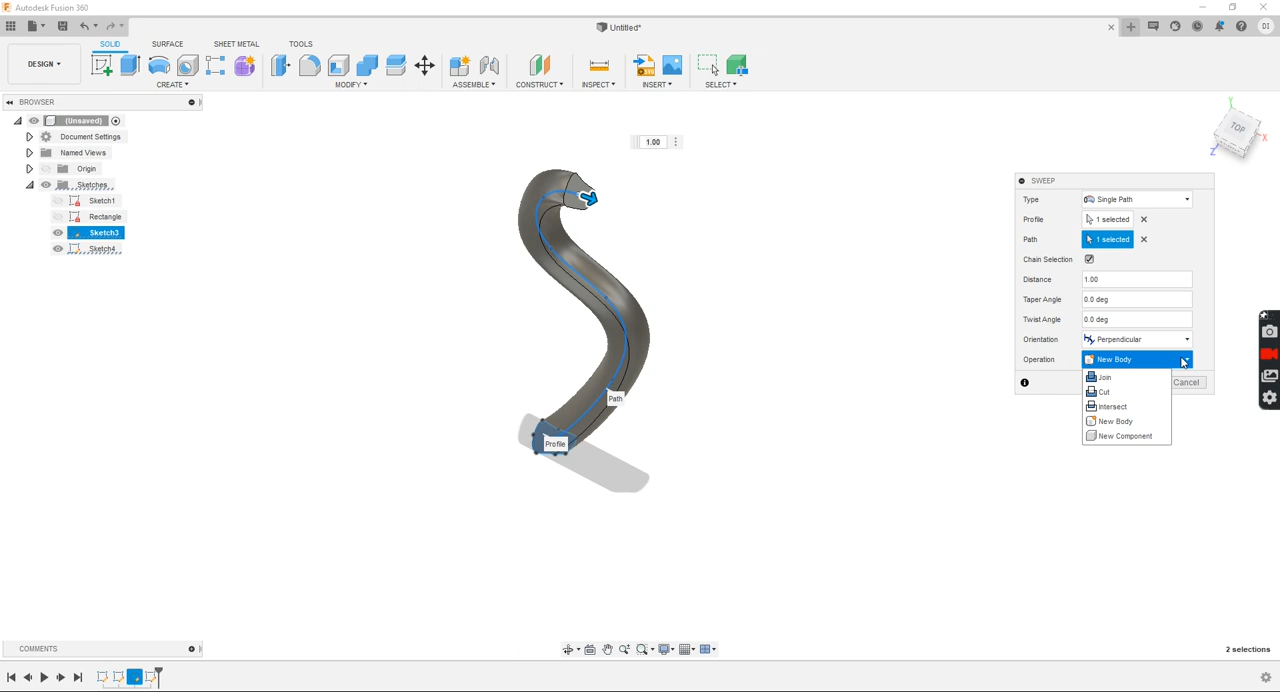 Autodesk Fusion 360
Untitled*
DI
DESIGN
SOLID
SURFACE
SHEET METAL
TOOLS
CREATE
MODIFY
ASSEMBLE
CONSTRUCT
INSPECT
INSERT
SELECT
BROWSER
(Unsaved)
Document Settings
Named Views
Origin
Sketches
Sketch1
Rectangle
Sketch3
Sketch4
1.00
Path
Profile
Y
TOP
X
Z
SWEEP
Type Single Path
Profile 1 selected
Path 1 selected
Chain Selection
Distance 1.00
Taper Angle 0.0 deg
Twist Angle 0.0 deg
Orientation Perpendicular
Operation New Body
Cancel
Join
Cut
Intersect
New Body
New Component
COMMENTS
2 selections